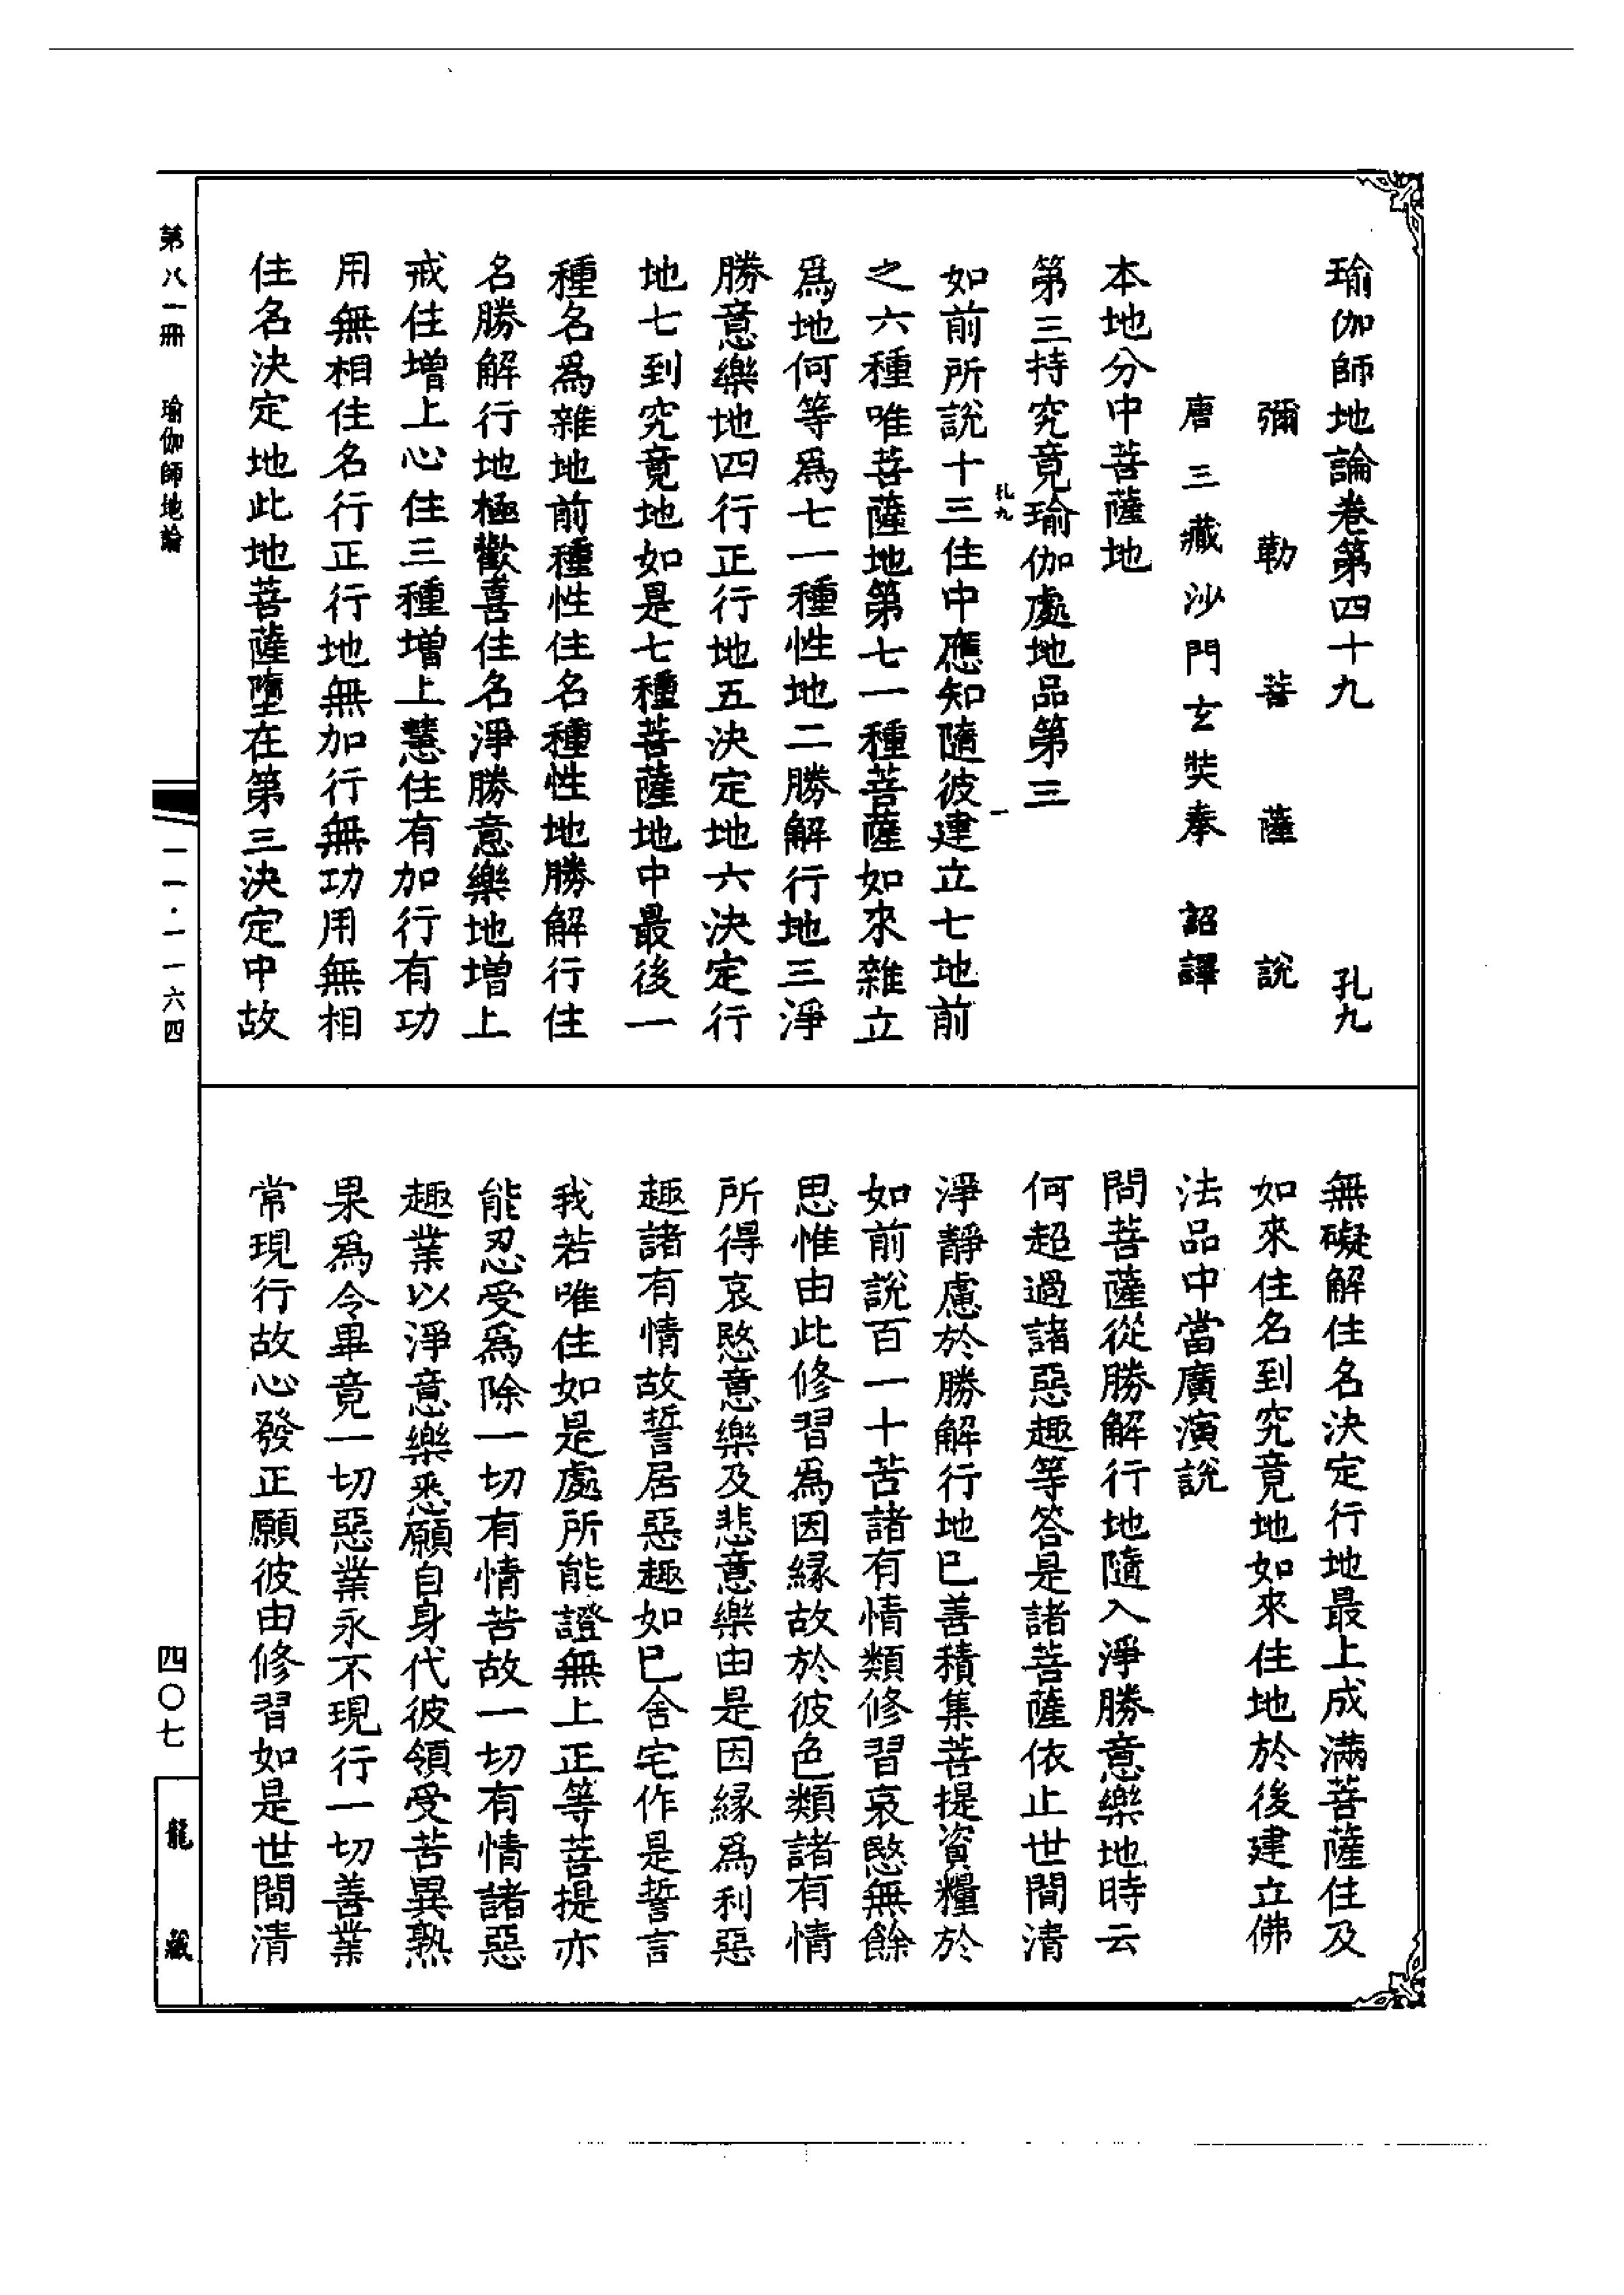 瑜伽師地論卷第四十九 孔九
彌勒菩薩說
唐三藏沙門玄奘奉 詔譯
本地分中菩薩地
第三持究竟瑜伽處地品第三
孔九 一
如前所說十三住中應知隨彼建立七地前
之六種唯菩薩地第七一種菩薩如來雜立
爲地何等爲七一種性地二勝解行地三淨
勝意樂地四行正行地五決定地六決定行
地七到究竟地如是七種菩薩地中最後一
種名爲雜地前種性住名種性地勝解行住
名勝解行地極歡喜住名淨勝意樂地增上
戒住增上心住三種增上慧住有加行有功
用無相住名行正行地無加行無功用無相
住名決定地此地菩薩墮在第三決定中故
無礙解住名決定行地最上成滿菩薩住及
如來住名到究竟地如來住地於後建立佛
法品中當廣演說
問菩薩從勝解行地隨入淨勝意樂地時云
何超過諸惡趣等答是諸菩薩依止世間清
淨靜慮於勝解行地已善積集菩提資糧於
如前說百一十苦諸有情類修習哀愍無餘
思惟由此修習爲因緣故於彼色類諸有情
所得哀愍意樂及悲意樂由是因緣爲利惡
趣諸有情故誓居惡趣如已舍宅作是誓言
我若唯住如是處所能證無上正等菩提亦
能忍受爲除一切有情苦故一切有情諸惡
趣業以淨意樂悉願自身代彼領受苦異熟
果爲令畢竟一切惡業永不現行一切善業
常現行故心發正願彼由修習如是世間清
第八一冊 瑜伽師地論
一一·一一六四
四〇七
龍藏